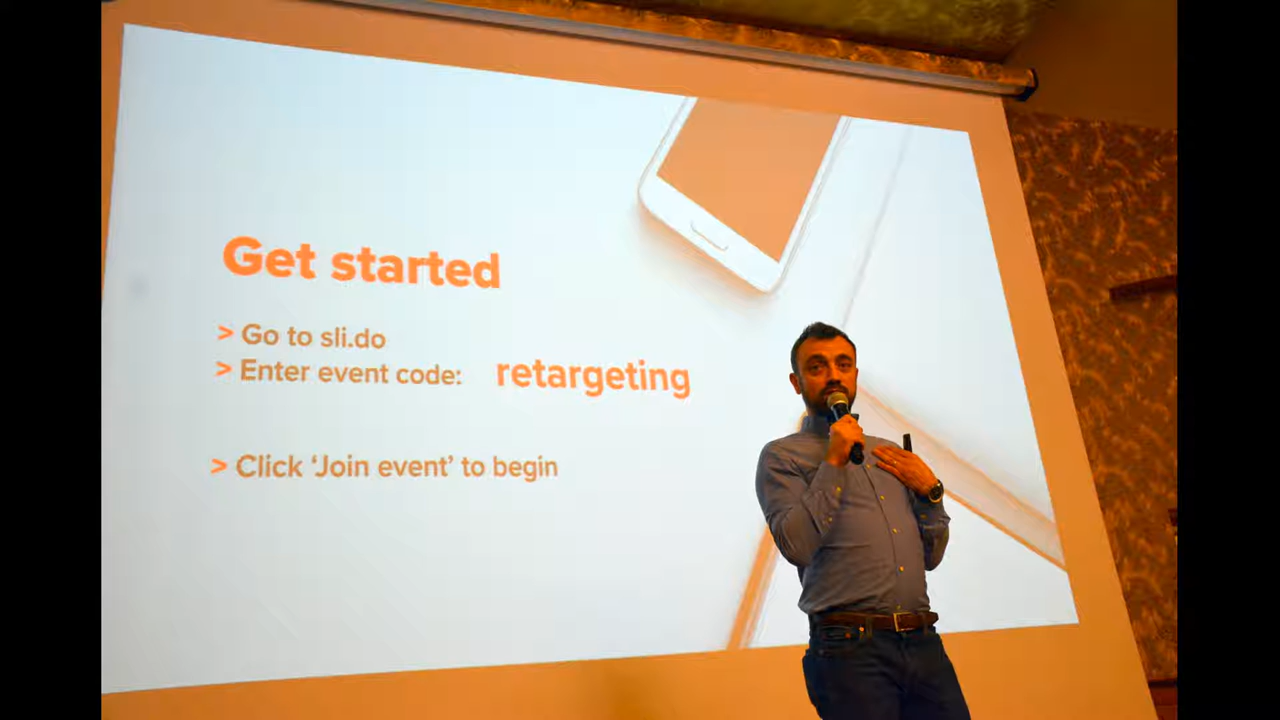 Get started
> Go to sli.do
> Enter event code: retargeting
> Click ‘Join event’ to begin